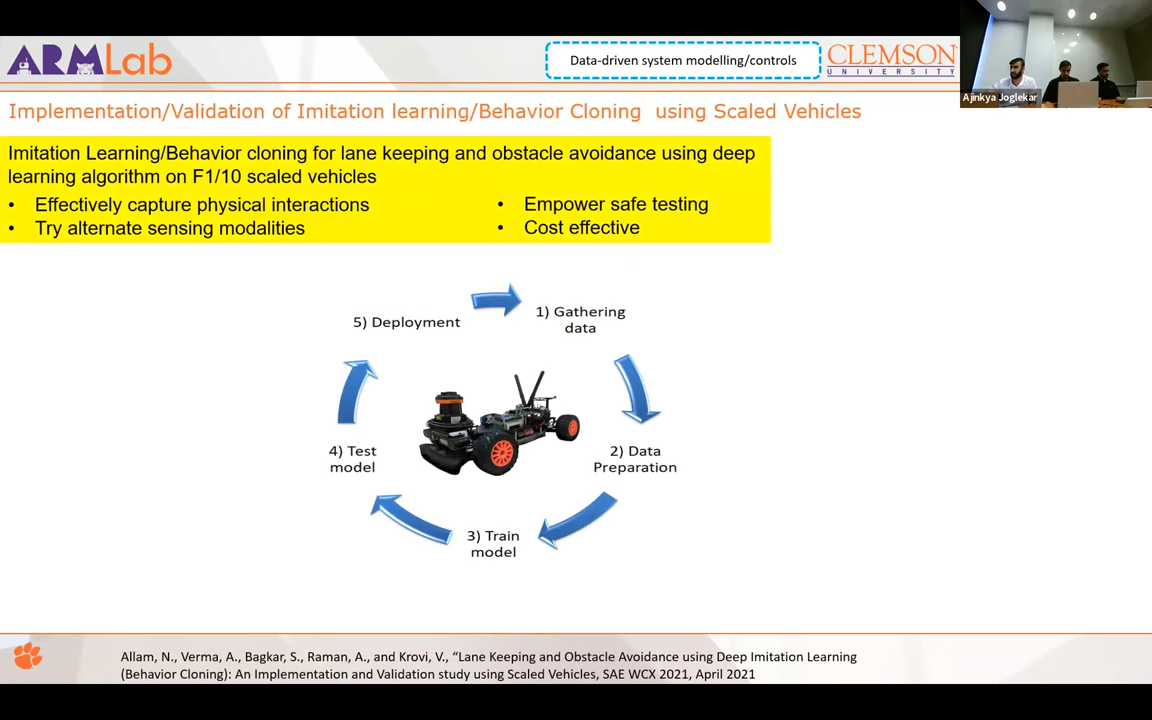 ARMLab
Data-driven system modelling/controls
CLEMSON
UNIVERSITY
Ajinkya Joglekar
Implementation/Validation of Imitation learning/Behavior Cloning using Scaled Vehicles
Imitation Learning/Behavior cloning for lane keeping and obstacle avoidance using deep
learning algorithm on F1/10 scaled vehicles
• Effectively capture physical interactions
• Try alternate sensing modalities
• Empower safe testing
• Cost effective
1) Gathering
data
2) Data
Preparation
3) Train
model
4) Test
model
5) Deployment
Allam, N., Verma, A., Bagkar, S., Raman, A., and Krovi, V., “Lane Keeping and Obstacle Avoidance using Deep Imitation Learning
(Behavior Cloning): An Implementation and Validation study using Scaled Vehicles, SAE WCX 2021, April 2021